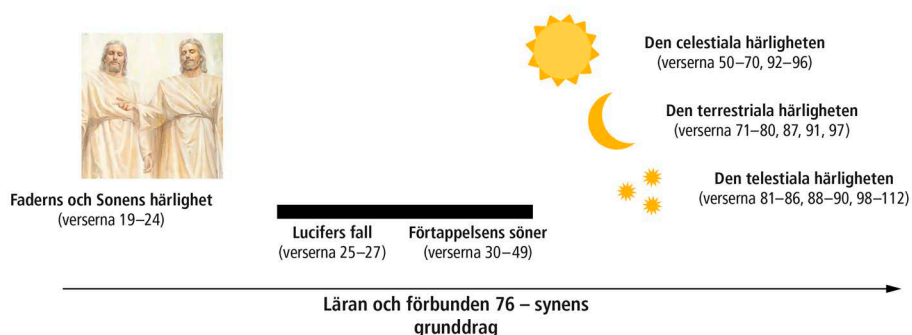 Den celestiala härligheten
(verserna 50–70, 92–96)
Den terrestriala härligheten
(verserna 71–80, 87, 91, 97)
Den telestiala härligheten
(verserna 81–86, 88–90, 98–112)
Faderns och Sonens härlighet
(verserna 19–24)
Lucifers fall
(verserna 25–27)
Förtappelsens söner
(verserna 30–49)
Läran och förbunden 76 – synens
grunddrag